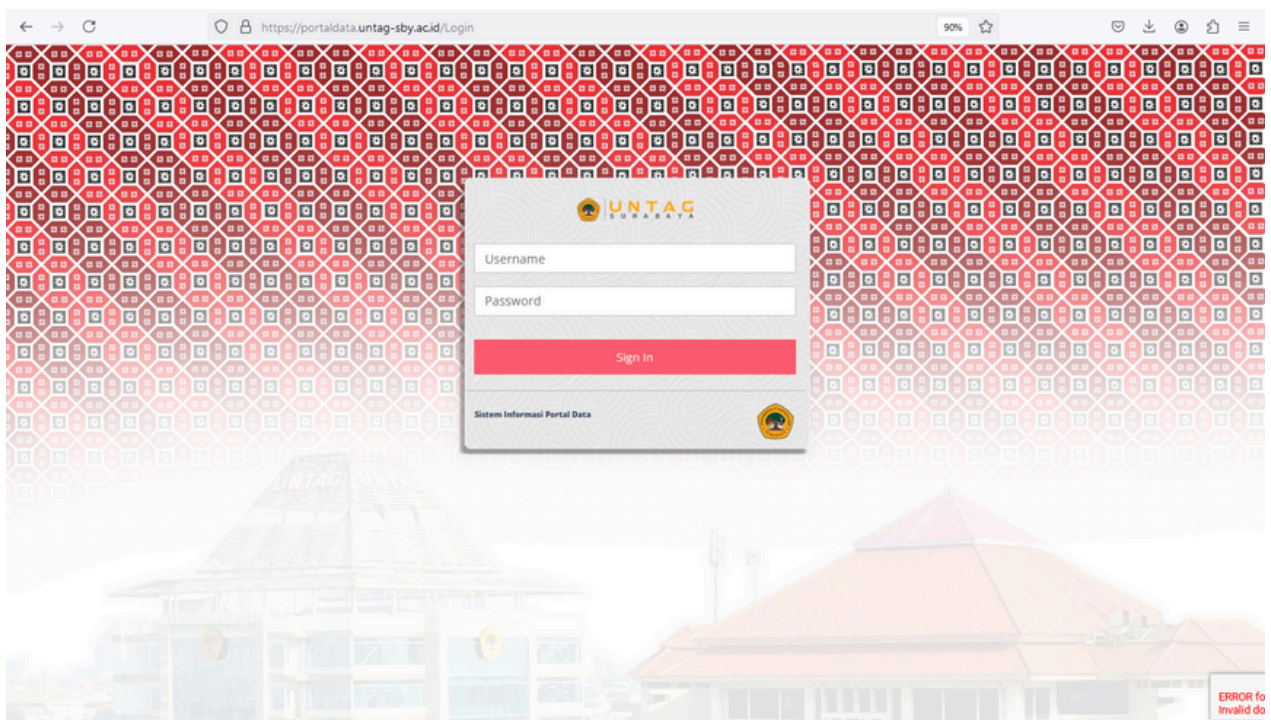 https://portaldata.untag-sby.ac.id/Login
90%
UNTAG
SURABAYA
Username
Password
Sign In
Sistem Informasi Portal Data
UNTAG
ERROR fo
Invalid do